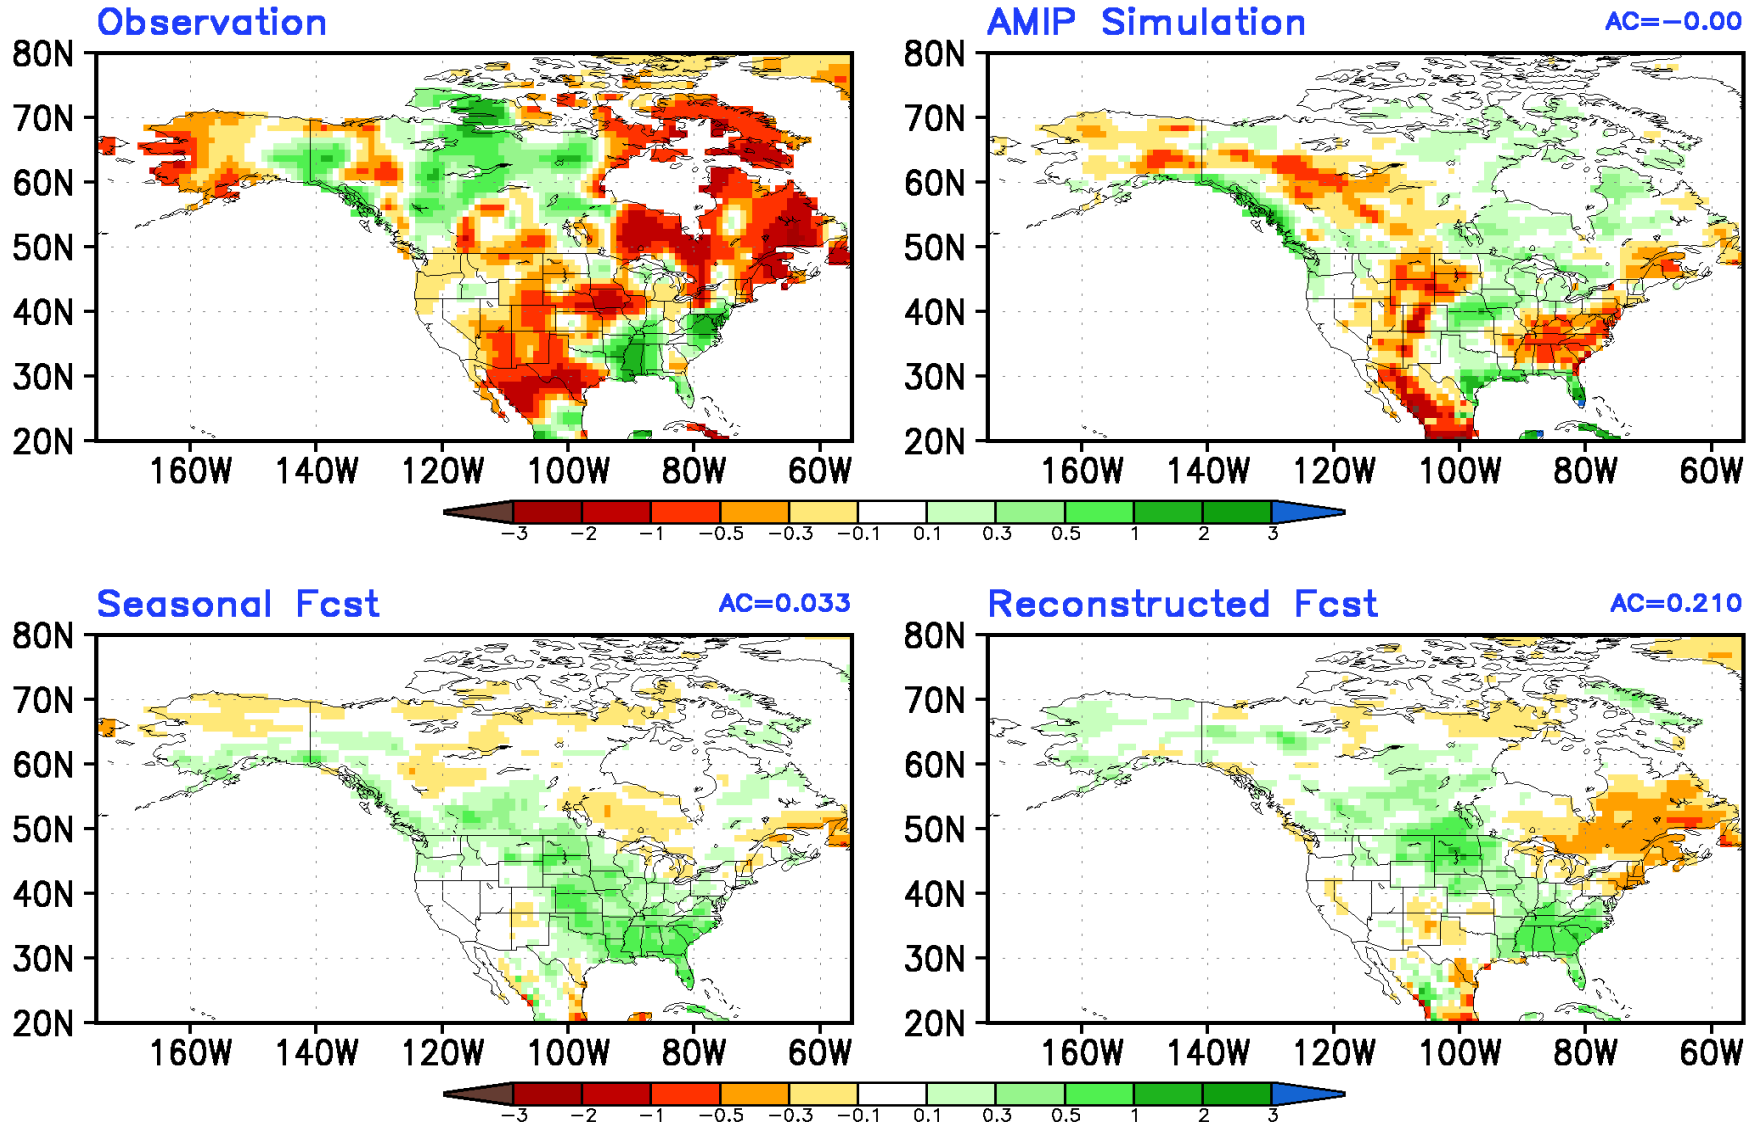 Observation
AMIP Simulation AC=-0.00
80N 80N
70N 70N
60N 60N
50N 50N
40N 40N
30N 30N
20N 20N
160W 140W 120W 100W 80W 60W 160W 140W 120W 100W 80W 60W
-3 -2 -1 -0.5 -0.3 -0.1 0.1 0.3 0.5 1 2 3
Seasonal Fcst AC=0.033
Reconstructed Fcst AC=0.210
80N 80N
70N 70N
60N 60N
50N 50N
40N 40N
30N 30N
20N 20N
160W 140W 120W 100W 80W 60W 160W 140W 120W 100W 80W 60W
-3 -2 -1 -0.5 -0.3 -0.1 0.1 0.3 0.5 1 2 3